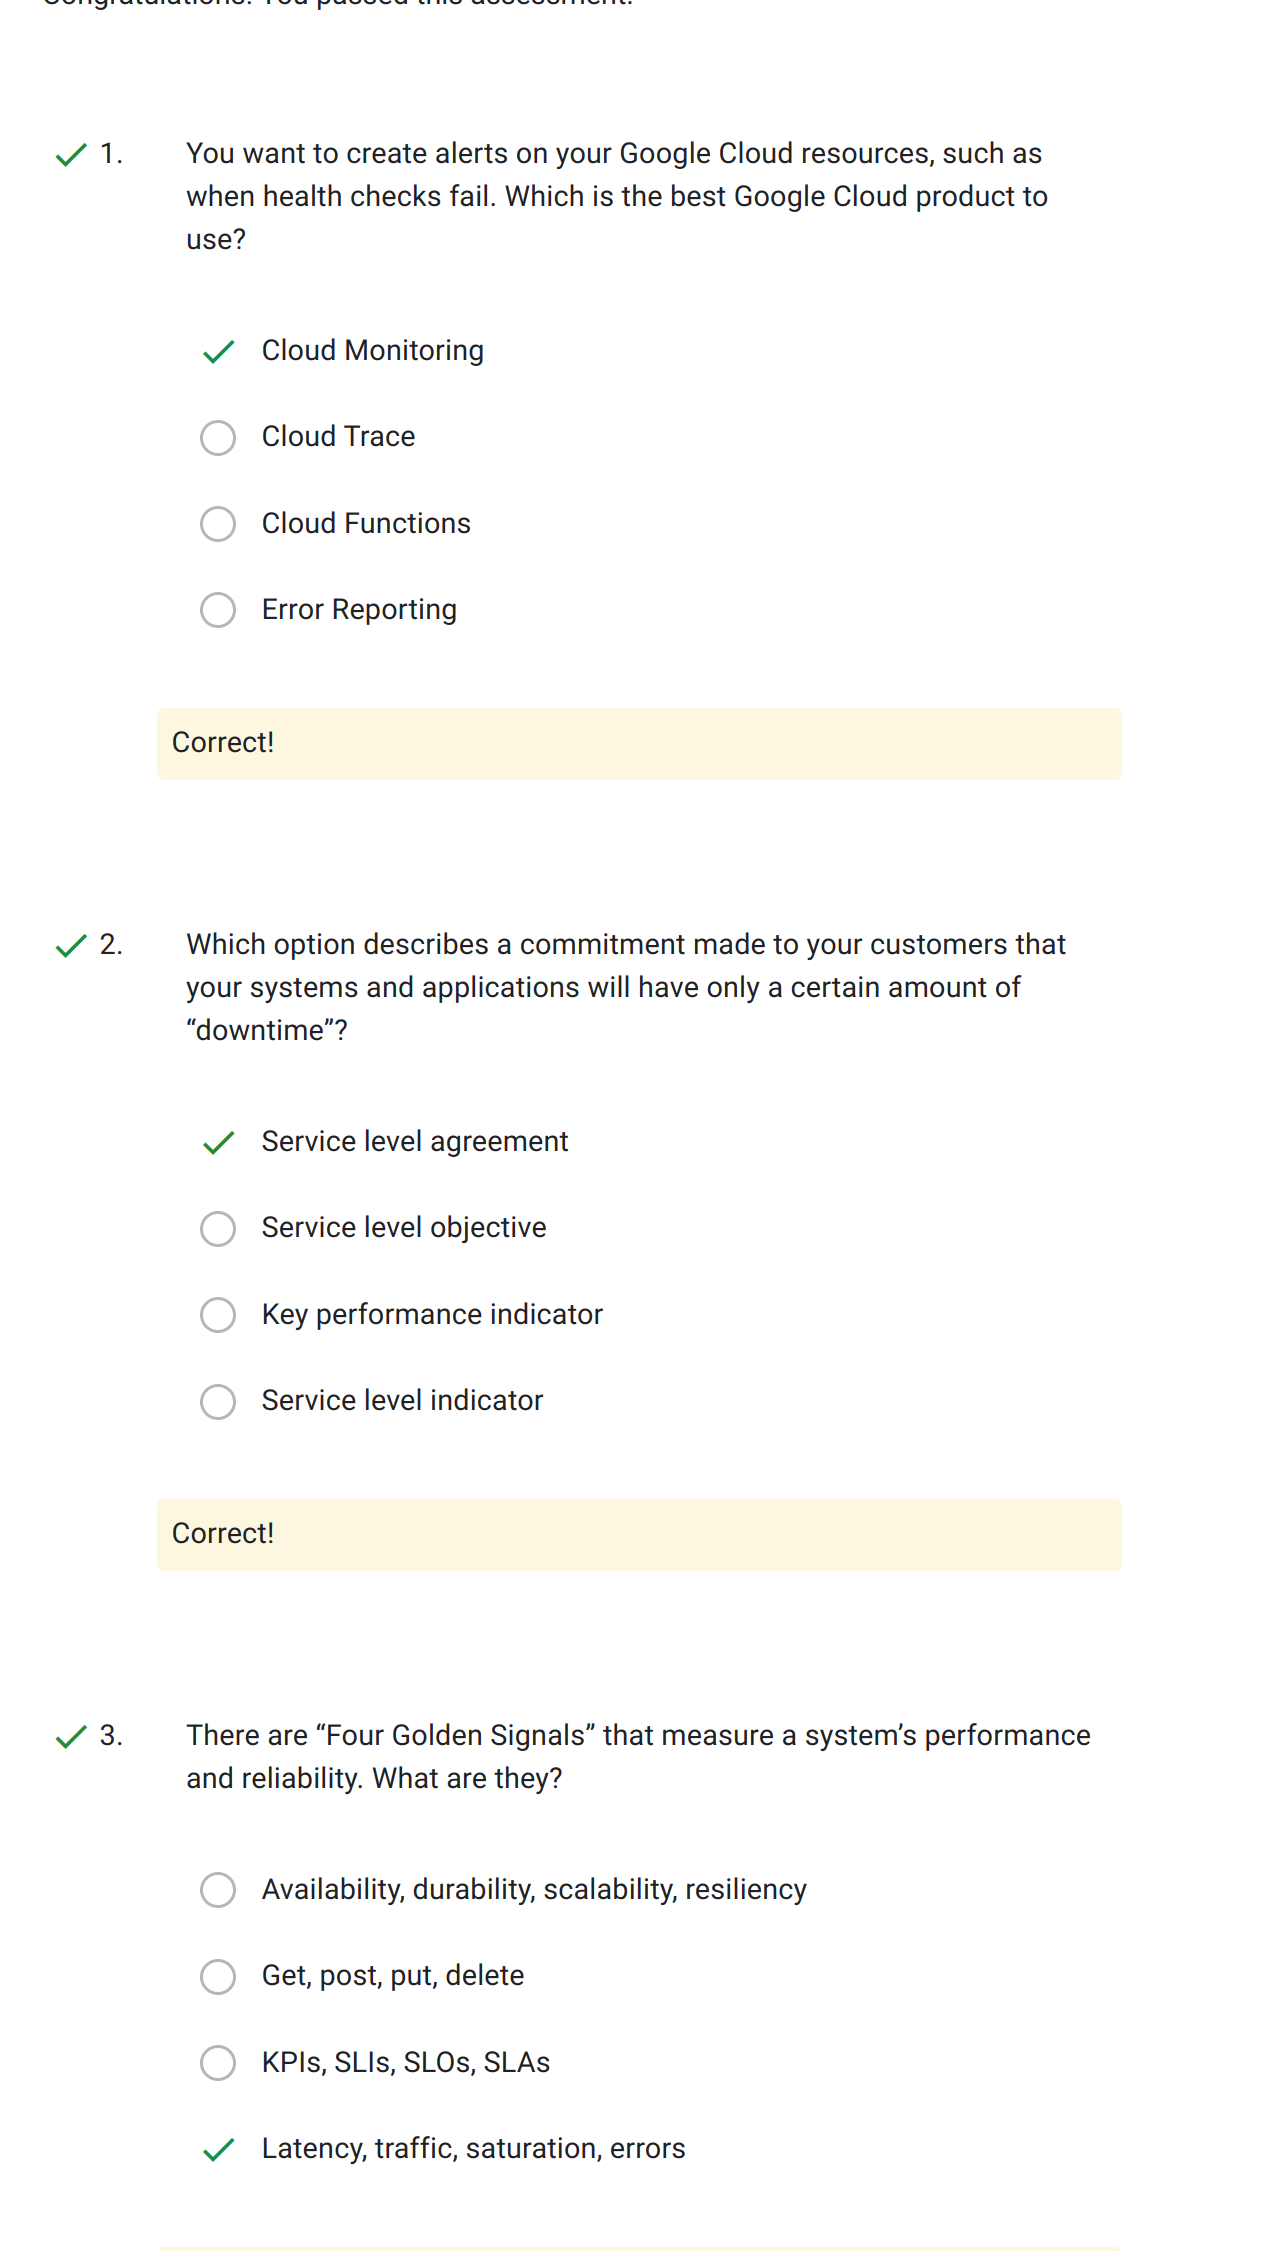 Congratulations! You passed this assessment.
1.
You want to create alerts on your Google Cloud resources, such as
when health checks fail. Which is the best Google Cloud product to
use?
Cloud Monitoring
Cloud Trace
Cloud Functions
Error Reporting
Correct!
2.
Which option describes a commitment made to your customers that
your systems and applications will have only a certain amount of
“downtime”?
Service level agreement
Service level objective
Key performance indicator
Service level indicator
Correct!
3.
There are “Four Golden Signals” that measure a system’s performance
and reliability. What are they?
Availability, durability, scalability, resiliency
Get, post, put, delete
KPIs, SLIs, SLOs, SLAs
Latency, traffic, saturation, errors